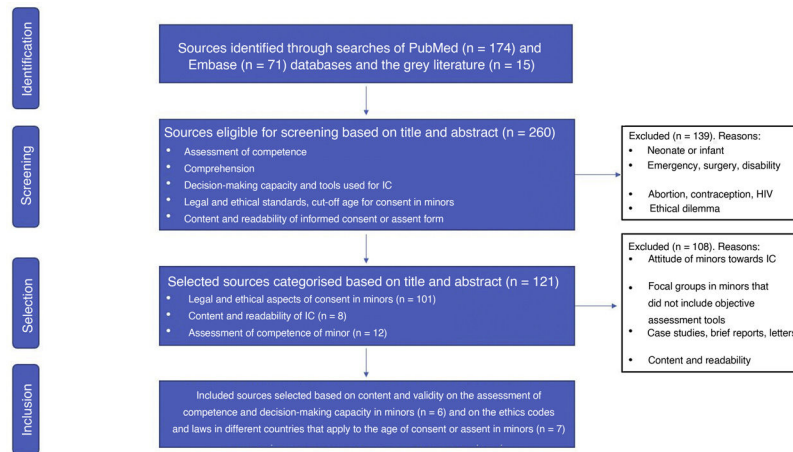 Identification
Sources identified through searches of PubMed (n = 174) and
Embase (n = 71) databases and the grey literature (n = 15)
Screening
Sources eligible for screening based on title and abstract (n = 260)
• Assessment of competence
• Comprehension
• Decision-making capacity and tools used for IC
• Legal and ethical standards, cut-off age for consent in minors
• Content and readability of informed consent or assent form
Excluded (n = 139). Reasons:
• Neonate or infant
• Emergency, surgery, disability
• Abortion, contraception, HIV
• Ethical dilemma
Selection
Selected sources categorised based on title and abstract (n = 121)
• Legal and ethical aspects of consent in minors (n = 101)
• Content and readability of IC (n = 8)
• Assessment of competence of minor (n = 12)
Excluded (n = 108). Reasons:
• Attitude of minors towards IC
• Focal groups in minors that
did not include objective
assessment tools
• Case studies, brief reports, letters
• Content and readability
Inclusion
Included sources selected based on content and validity on the assessment of
competence and decision-making capacity in minors (n = 6) and on the ethics codes
and laws in different countries that apply to the age of consent or assent in minors (n = 7)